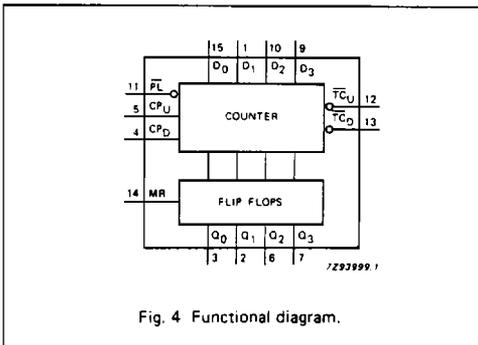 15 1 10 9
D0 D1 D2 D3
11 PL
5 CPU
4 CPD
COUNTER
TCU 12
TCD 13
14 MR
FLIP FLOPS
Q0 Q1 Q2 Q3
3 2 6 7
7Z93999.1
Fig. 4 Functional diagram.